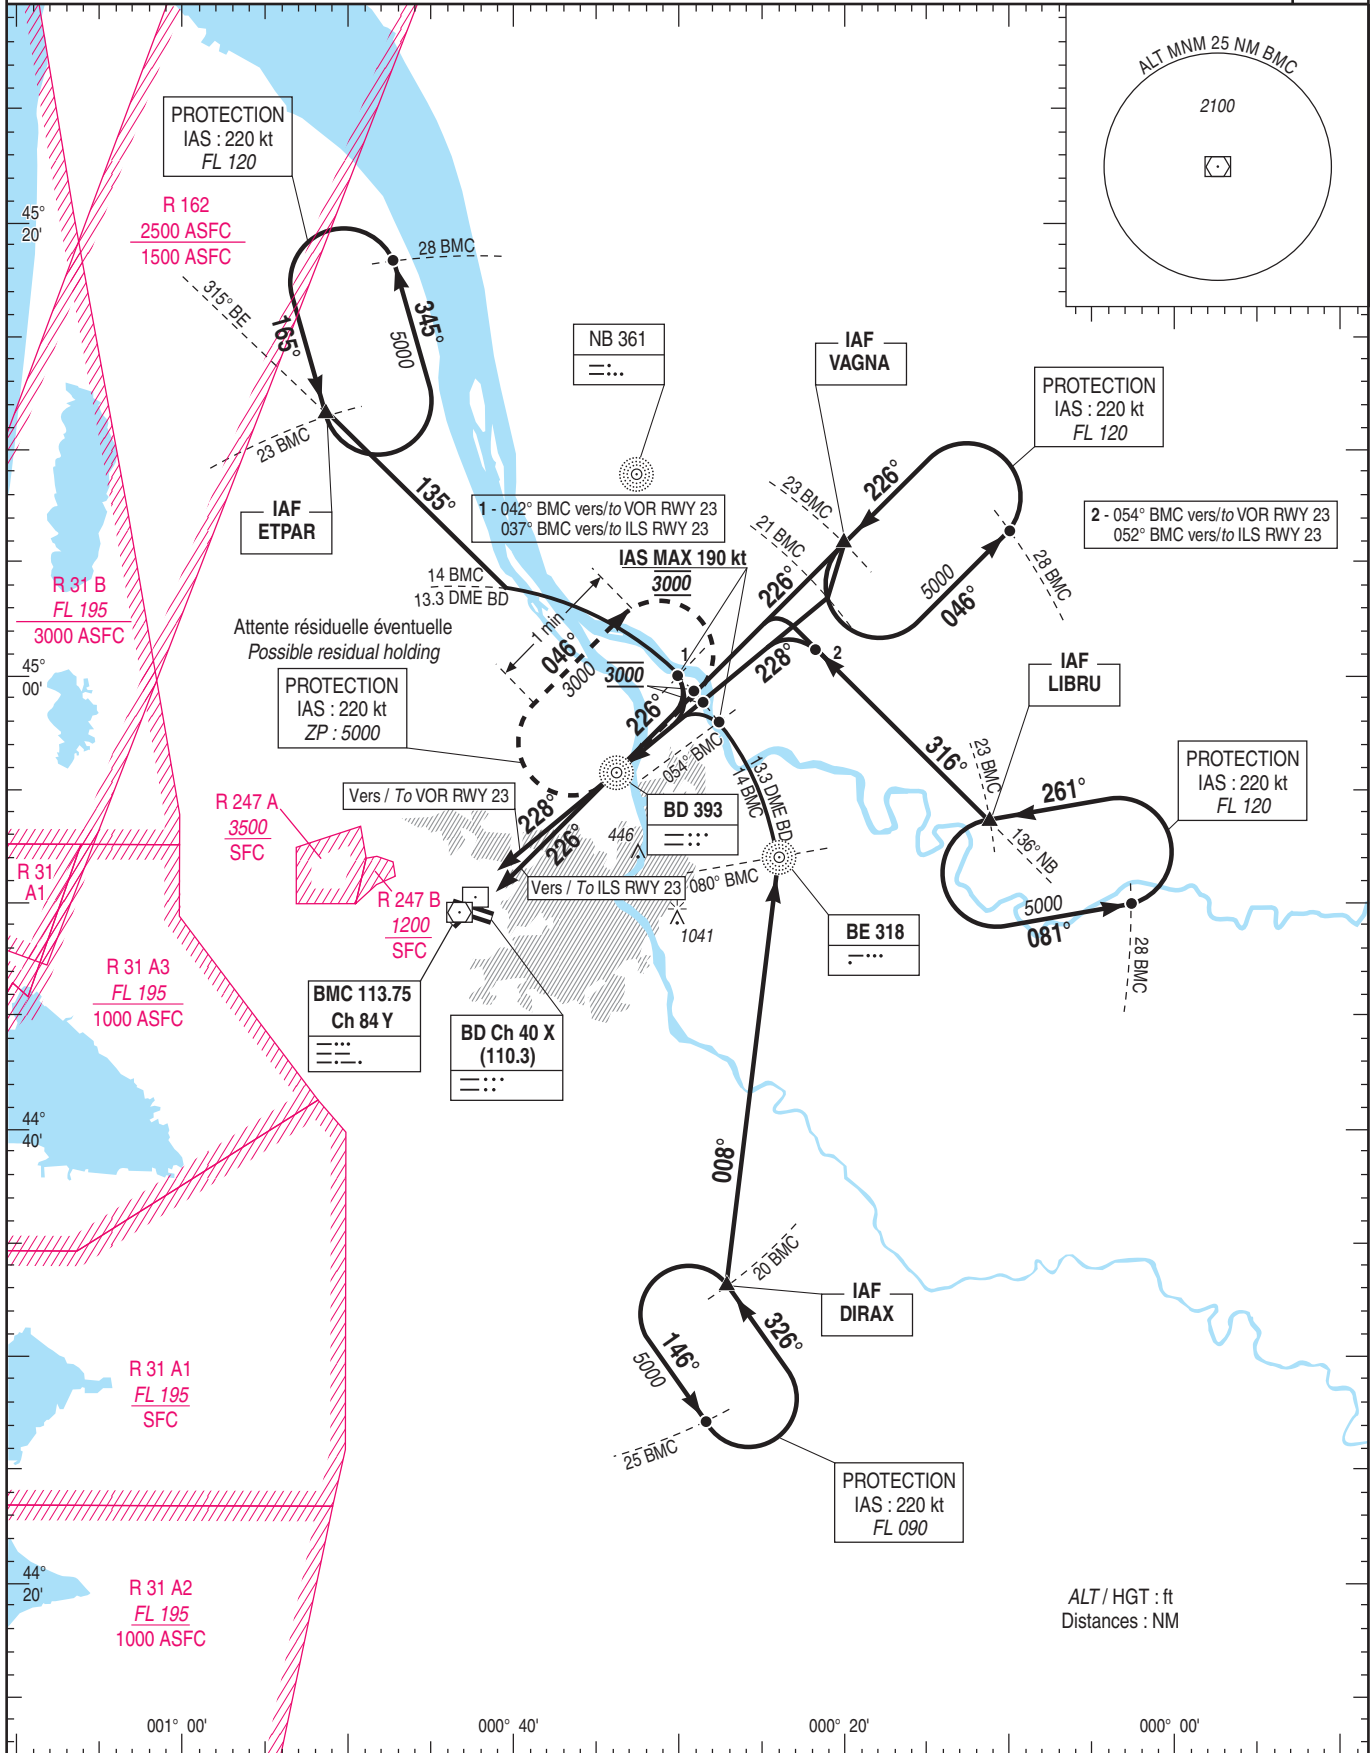 ALT MNM 25 NM BMC
2100
PROTECTION
IAS : 220 kt
FL 120
R 162
2500 ASFC
1500 ASFC
45°
20'
28 BMC
315° BE
165°
345°
5000
23 BMC
IAF
ETPAR
135°
NB 361
IAF
VAGNA
PROTECTION
IAS : 220 kt
FL 120
226°
23 BMC
21 BMC
1 - 042° BMC vers/to VOR RWY 23
037° BMC vers/to ILS RWY 23
2 - 054° BMC vers/to VOR RWY 23
052° BMC vers/to ILS RWY 23
28 BMC
5000
046°
IAS MAX 190 kt
3000
226°
14 BMC
13.3 DME BD
R 31 B
FL 195
3000 ASFC
Attente résiduelle éventuelle
Possible residual holding
1 min
046°
3000
1
3000
228°
2
IAF
LIBRU
45°
00'
PROTECTION
IAS : 220 kt
ZP : 5000
226°
054° BMC
316°
23 BMC
261°
PROTECTION
IAS : 220 kt
FL 120
13.3 DME BD
14 BMC
Vers / To VOR RWY 23
228°
226°
BD 393
446
R 247 A
3500
SFC
R 31
A1
R 247 B
1200
SFC
Vers / To ILS RWY 23
080° BMC
136° NB
5000
081°
28 BMC
1041
BE 318
R 31 A3
FL 195
1000 ASFC
BMC 113.75
Ch 84 Y
BD Ch 40 X
(110.3)
44°
40'
008°
20 BMC
IAF
DIRAX
326°
146°
5000
25 BMC
R 31 A1
FL 195
SFC
PROTECTION
IAS : 220 kt
FL 090
44°
20'
R 31 A2
FL 195
1000 ASFC
ALT / HGT : ft
Distances : NM
001° 00'
000° 40'
000° 20'
000° 00'